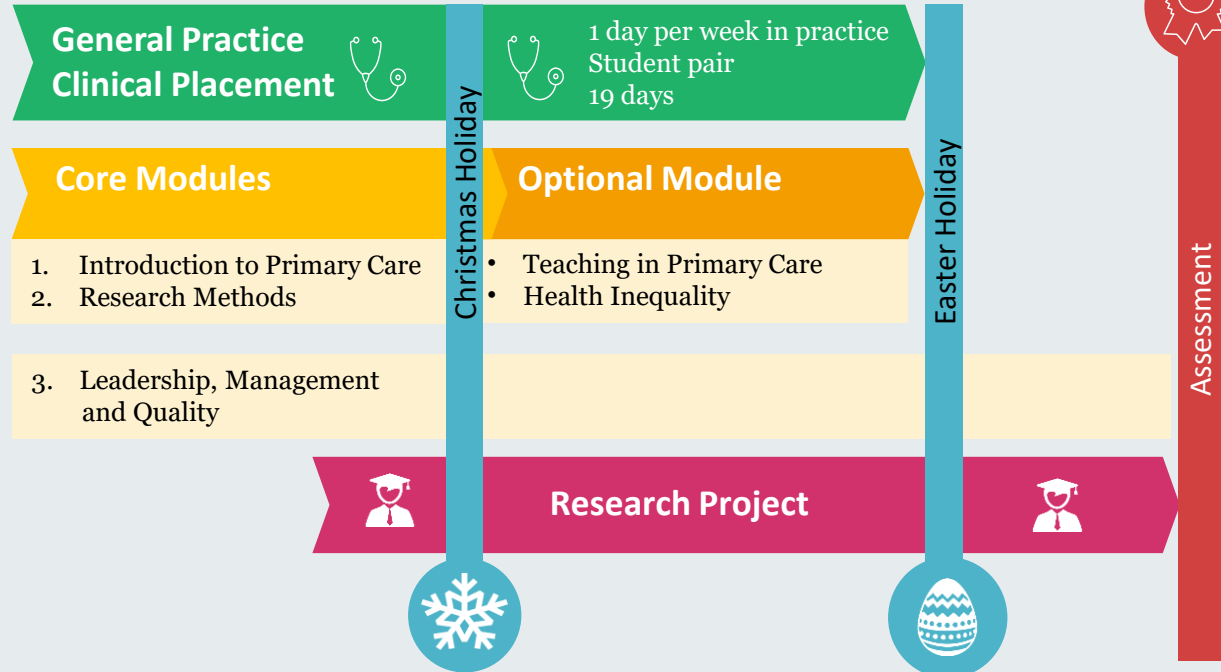 General Practice
Clinical Placement
1 day per week in practice
Student pair
19 days
Christmas Holiday
Core Modules
Optional Module
Easter Holiday
1. Introduction to Primary Care
2. Research Methods
• Teaching in Primary Care
• Health Inequality
3. Leadership, Management
and Quality
Research Project
Assessment